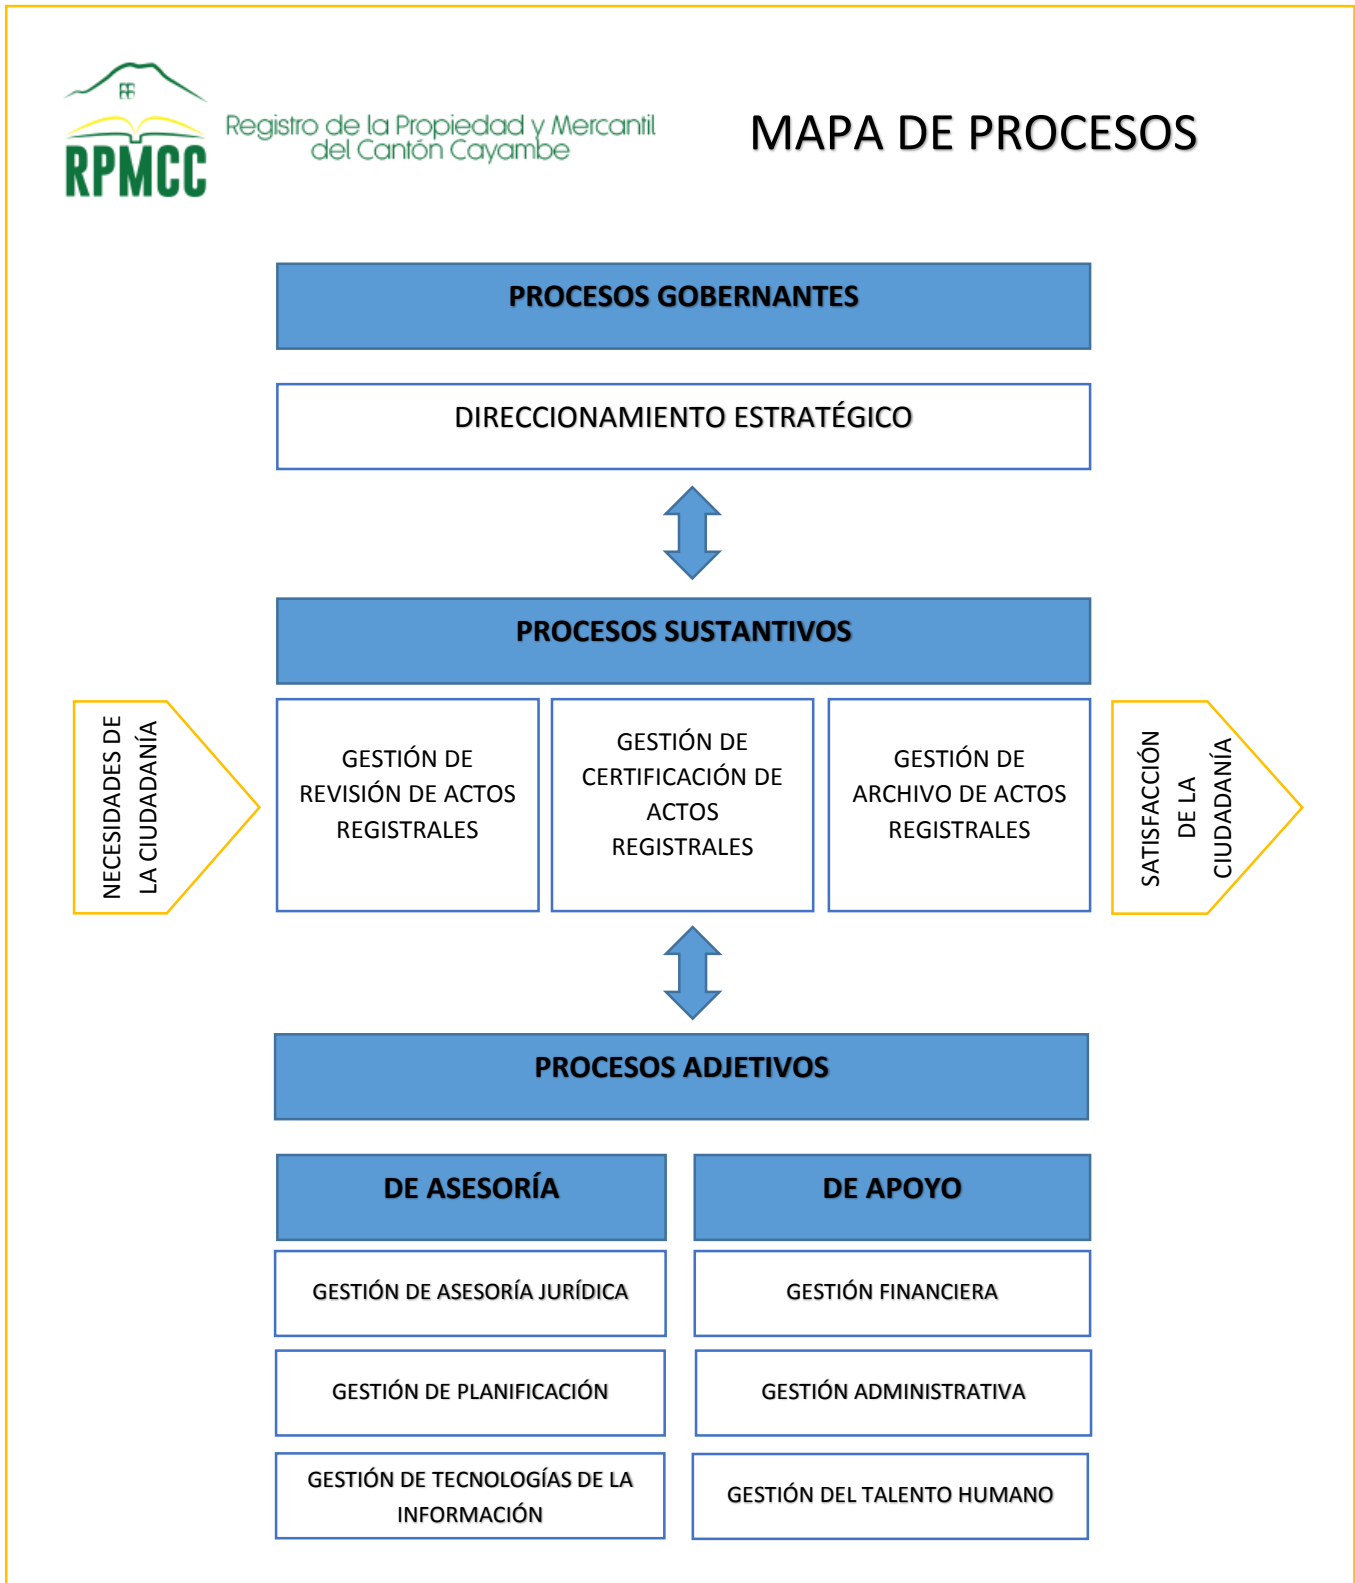 RPMCC
Registro de la Propiedad y Mercantil
del Cantón Cayambe
MAPA DE PROCESOS
PROCESOS GOBERNANTES
DIRECCIONAMIENTO ESTRATÉGICO
PROCESOS SUSTANTIVOS
NECESIDADES DE
LA CIUDADANÍA
GESTIÓN DE
REVISIÓN DE ACTOS
REGISTRALES
GESTIÓN DE
CERTIFICACIÓN DE
ACTOS
REGISTRALES
GESTIÓN DE
ARCHIVO DE ACTOS
REGISTRALES
SATISFACCIÓN
DE LA
CIUDADANÍA
PROCESOS ADJETIVOS
DE ASESORÍA
GESTIÓN DE ASESORÍA JURÍDICA
GESTIÓN DE PLANIFICACIÓN
GESTIÓN DE TECNOLOGÍAS DE LA
INFORMACIÓN
DE APOYO
GESTIÓN FINANCIERA
GESTIÓN ADMINISTRATIVA
GESTIÓN DEL TALENTO HUMANO